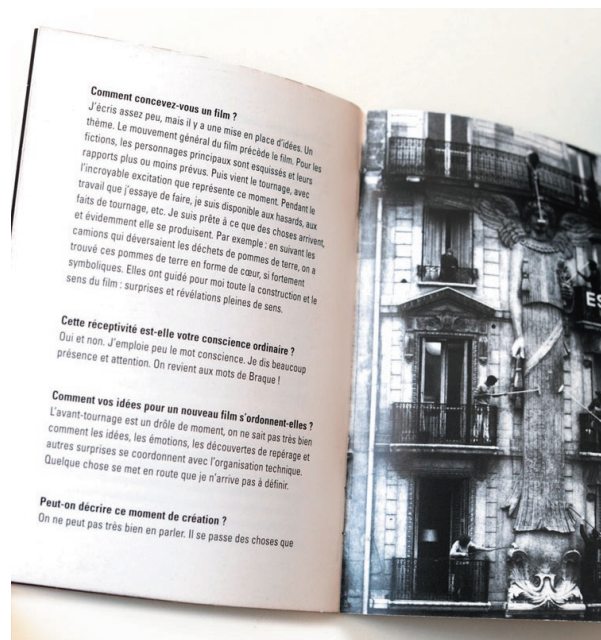 Comment concevez-vous un film ?
J'écris assez peu, mais il y a une mise en place d'idées. Un
thème. Le mouvement général du film précède le film. Pour les
fictions, les personnages principaux sont esquissés et leurs
rapports plus ou moins prévus. Puis vient le tournage, avec
l'incroyable excitation que représente ce moment. Pendant le
travail que j'essaye de faire, je suis disponible aux hasards, aux
faits de tournage, etc. Je suis prête à ce que des choses arrivent,
et évidemment elle se produisent. Par exemple : en suivant les
camions qui déversaient les déchets de pommes de terre, on a
trouvé ces pommes de terre en forme de cœur, si fortement
symboliques. Elles ont guidé pour moi toute la construction et le
sens du film : surprises et révélations pleines de sens.
Cette réceptivité est-elle votre conscience ordinaire ?
Oui et non. J'emploie peu le mot conscience. Je dis beaucoup
présence et attention. On revient aux mots de Braque !
Comment vos idées pour un nouveau film s'ordonnent-elles ?
L'avant-tournage est un drôle de moment, on ne sait pas très bien
comment les idées, les émotions, les découvertes de repérage et
autres surprises se coordonnent avec l'organisation technique.
Quelque chose se met en route que je n'arrive pas à définir.
Peut-on décrire ce moment de création ?
On ne peut pas très bien en parler. Il se passe des choses que
ES